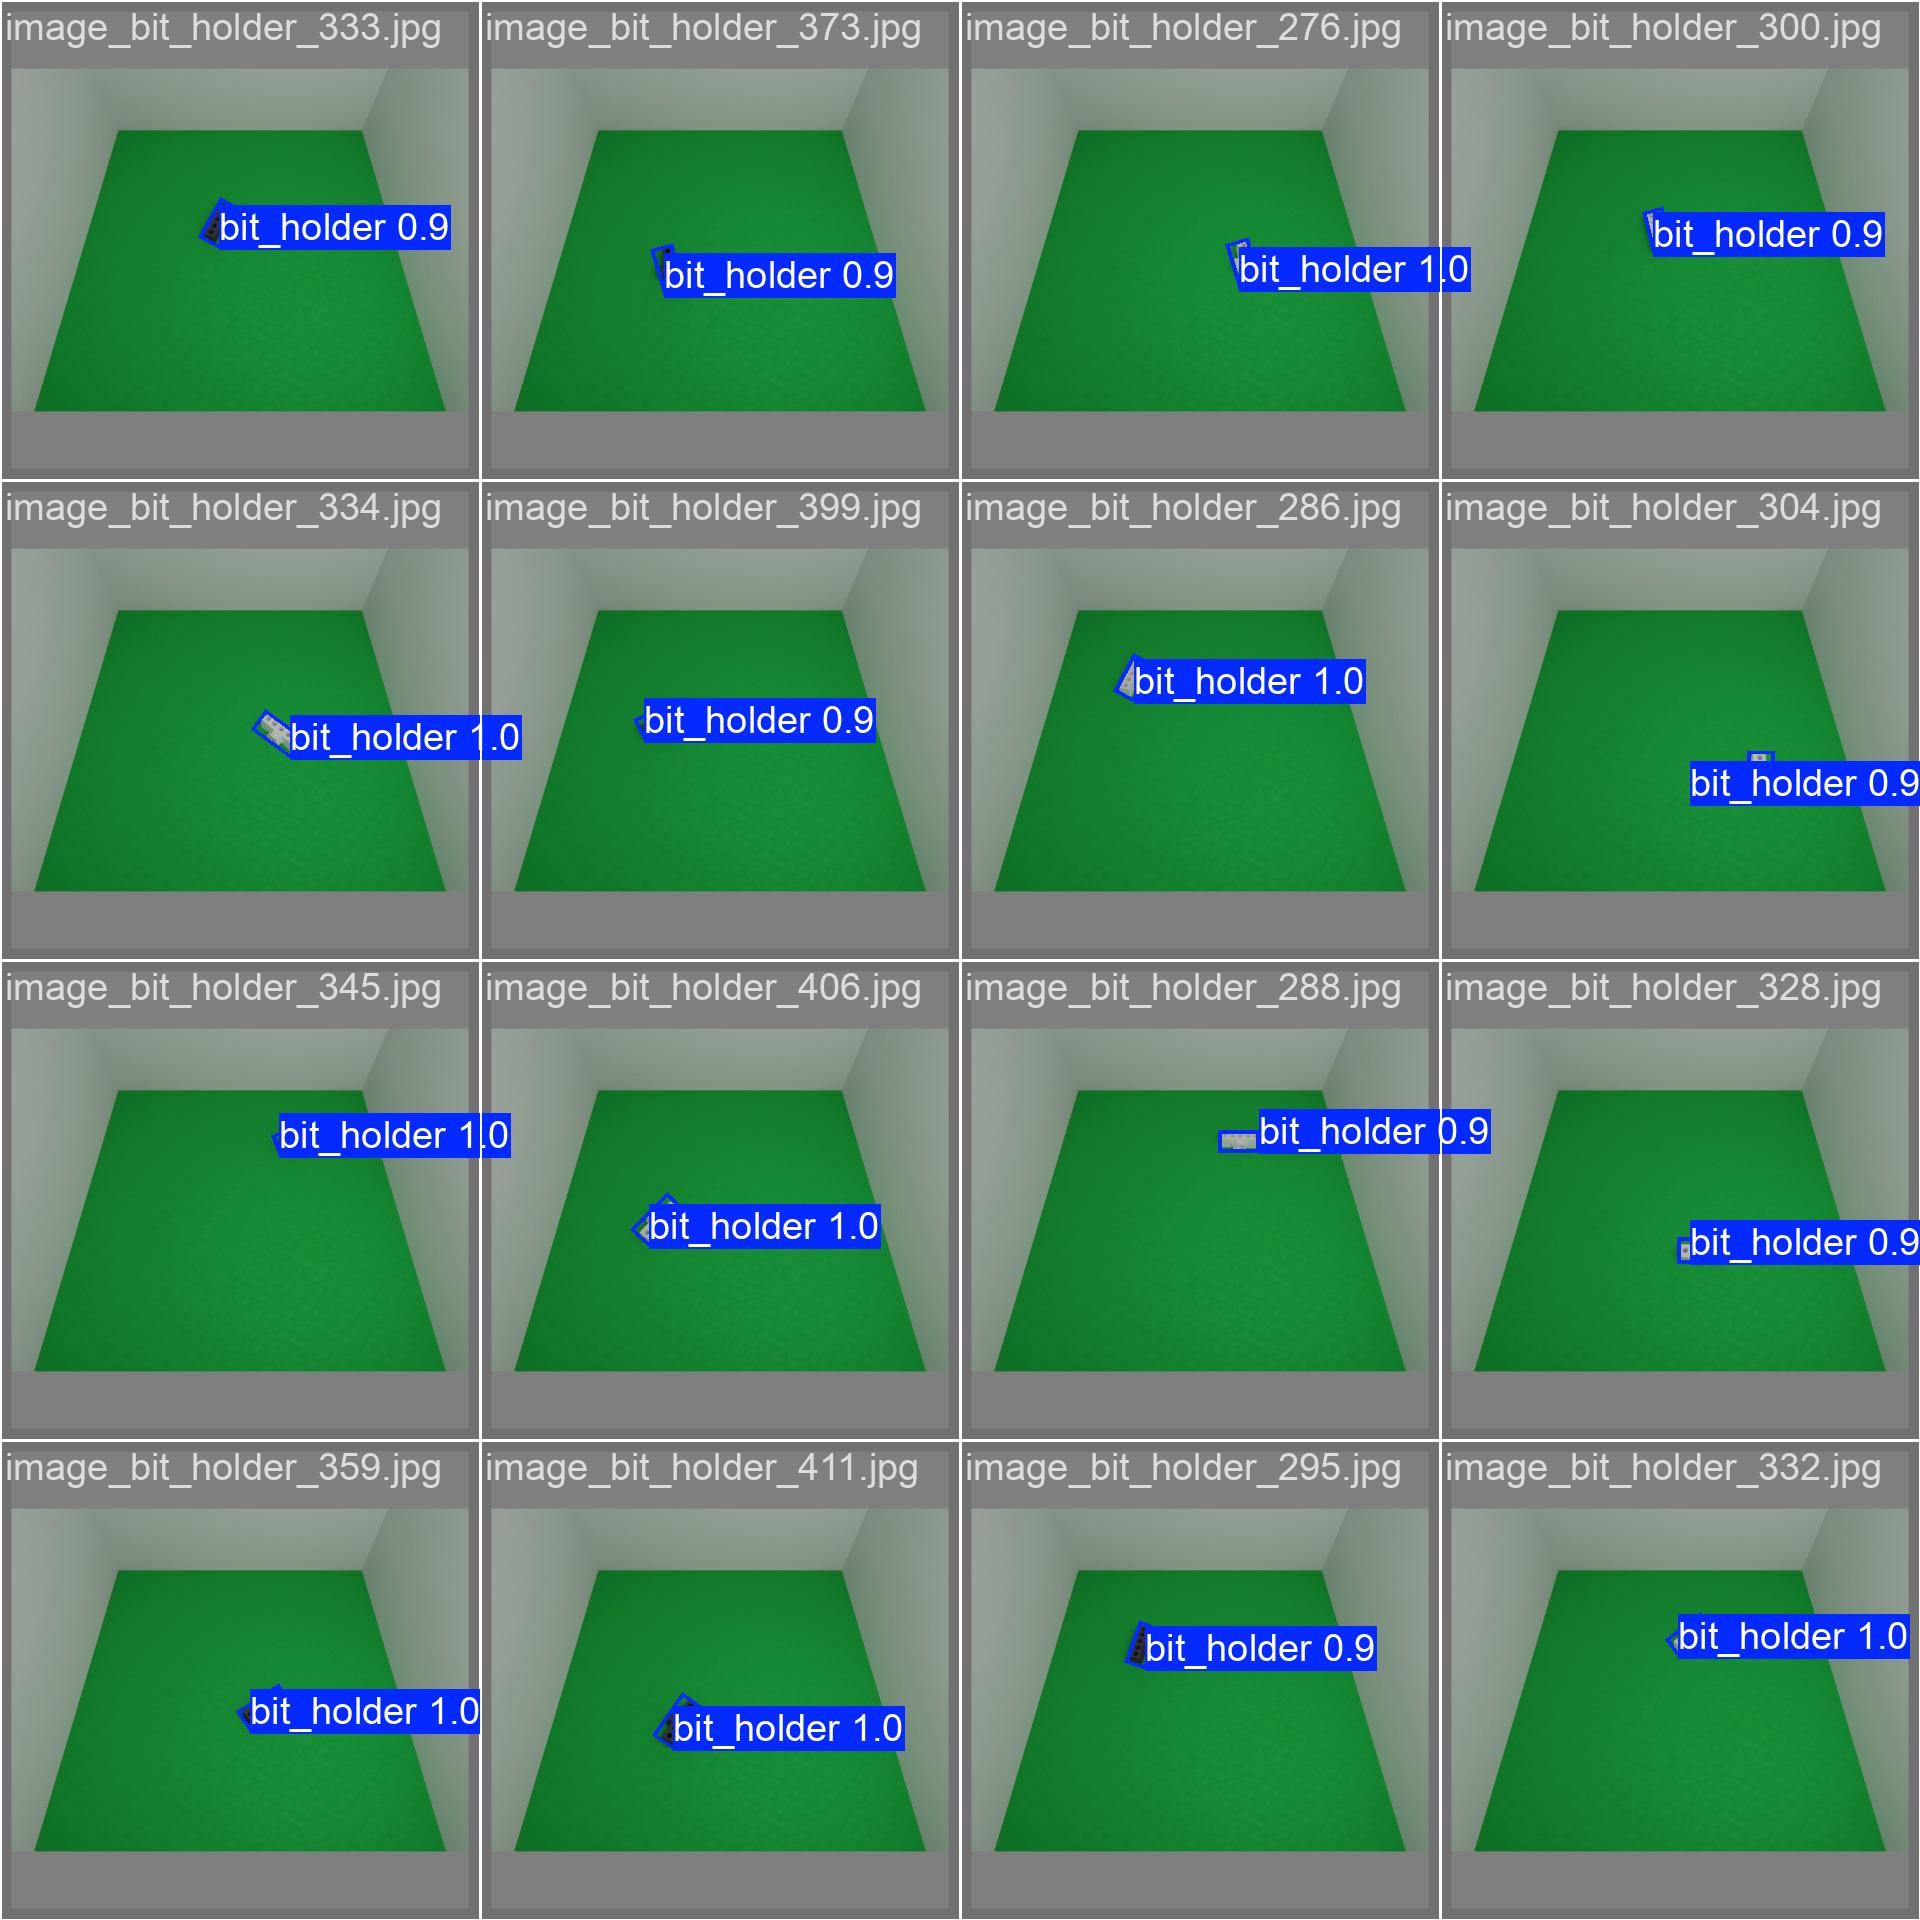 image_bit_holder_333.jpg
image_bit_holder_373.jpg
image_bit_holder_276.jpg
image_bit_holder_300.jpg
bit_holder 0.9
bit_holder 0.9
bit_holder 1.0
bit_holder 0.9
image_bit_holder_334.jpg
image_bit_holder_399.jpg
image_bit_holder_286.jpg
image_bit_holder_304.jpg
bit_holder 1.0
bit_holder 0.9
bit_holder 1.0
bit_holder 0.9
image_bit_holder_345.jpg
image_bit_holder_406.jpg
image_bit_holder_288.jpg
image_bit_holder_328.jpg
bit_holder 1.0
bit_holder 1.0
bit_holder 0.9
bit_holder 0.9
image_bit_holder_359.jpg
image_bit_holder_411.jpg
image_bit_holder_295.jpg
image_bit_holder_332.jpg
bit_holder 1.0
bit_holder 1.0
bit_holder 0.9
bit_holder 1.0